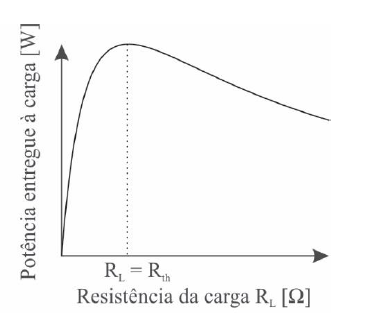 Potência entregue à carga [W]
R_L = R_th
Resistência da carga R_L [Ω]